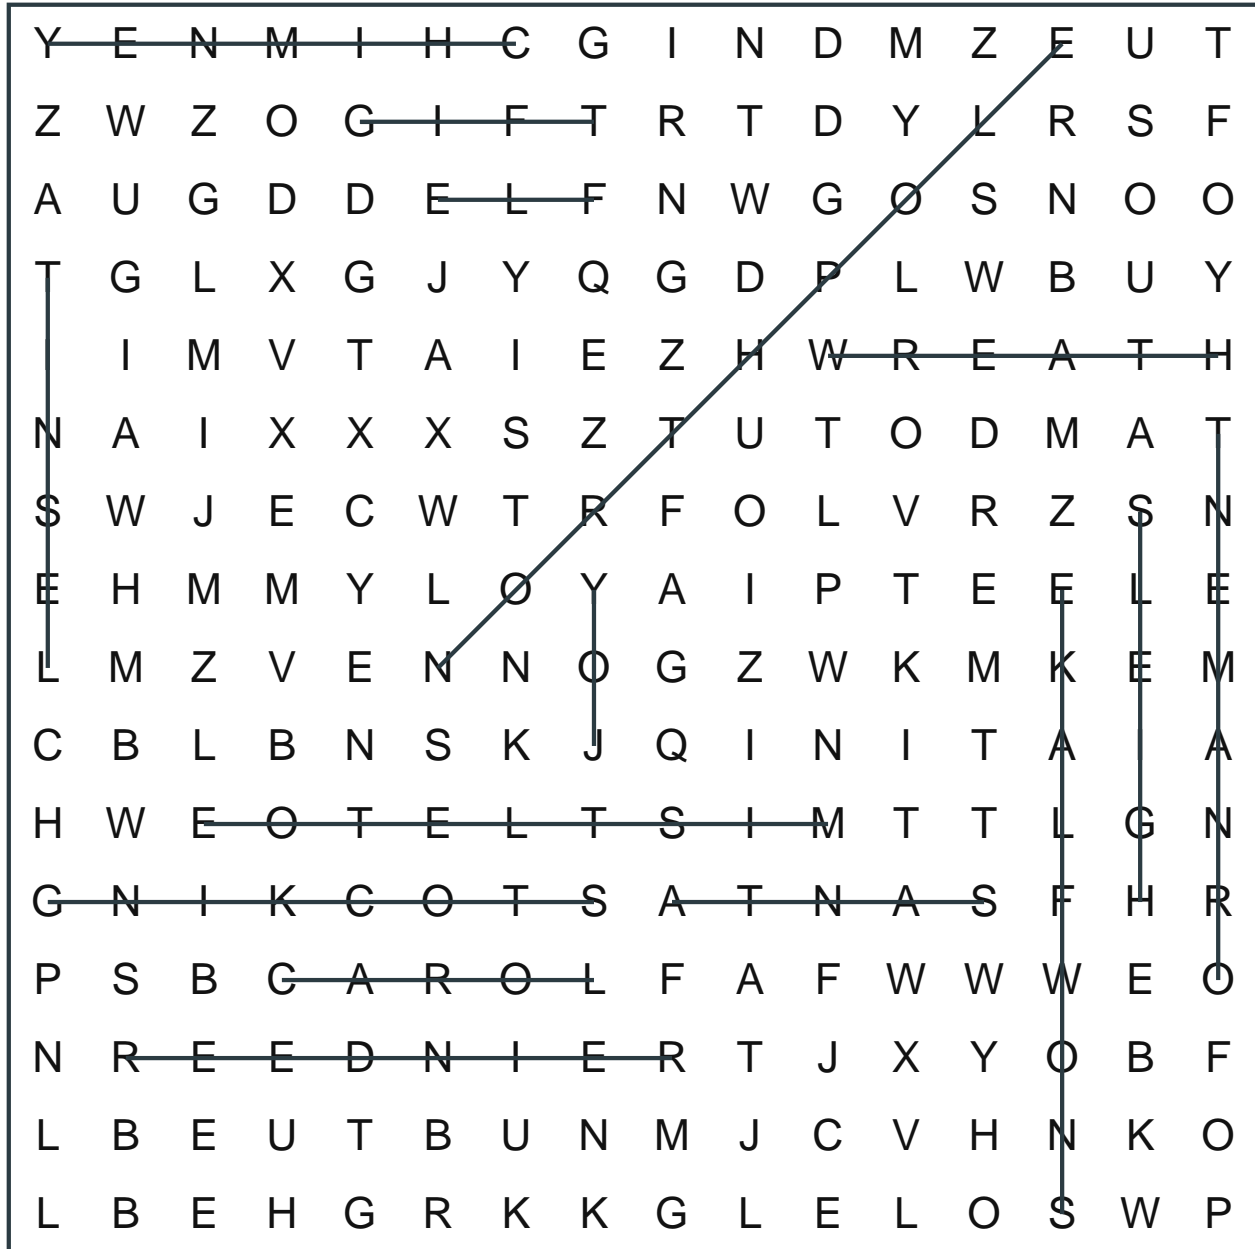 Y E N M I H C G I N D M Z E U T
Z W Z O G I F T R T D Y L R S F
A U G D D E L F N W G O S N O O
T G L X G J Y Q G D P L W B U Y
I I M V T A I E Z H W R E A T H
N A I X X X S Z T U T O D M A T
S W J E C W T R F O L V R Z S N
E H M M Y L O Y A I P T E E L E
L M Z V E N N O G Z W K M K E M
C B L B N S K J Q I N I T A I A
H W E O T E L T S I M T T L G N
G N I K C O T S A T N A S F H R
P S B C A R O L F A F W W W E O
N R E E D N I E R T J X Y O B F
L B E U T B U N M J C V H N K O
L B E H G R K K G L E L O S W P